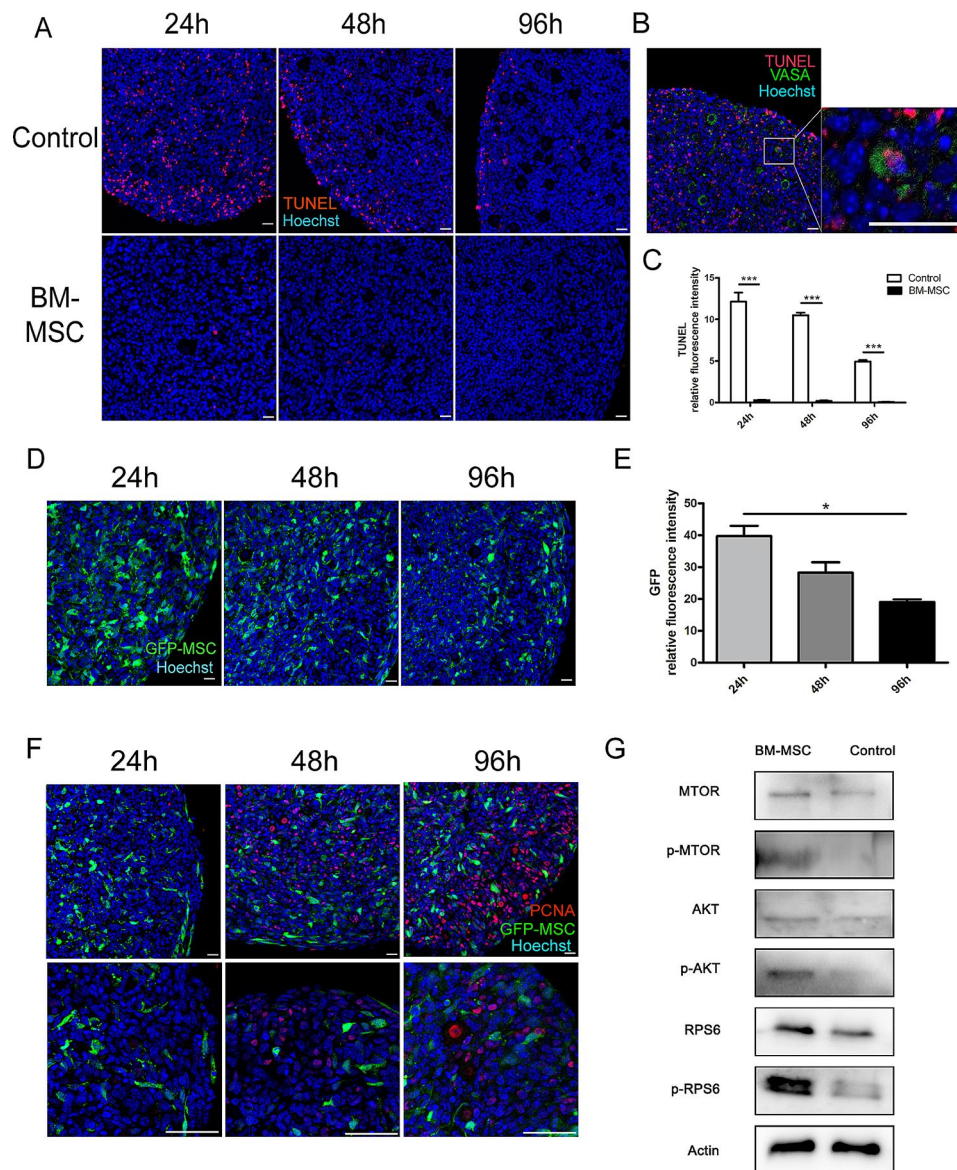 A
24h 48h 96h
Control
TUNEL
Hoechst
BM-
MSC
B
TUNEL
VASA
Hoechst
C
TUNEL
relative fluorescence intensity
15
10
5
0
***
***
***
Control
BM-MSC
24h 48h 96h
D
24h 48h 96h
GFP-MSC
Hoechst
E
GFP
relative fluorescence intensity
50
40
30
20
10
0
*
24h 48h 96h
F
24h 48h 96h
PCNA
GFP-MSC
Hoechst
G
BM-MSC Control
MTOR
p-MTOR
AKT
p-AKT
RPS6
p-RPS6
Actin